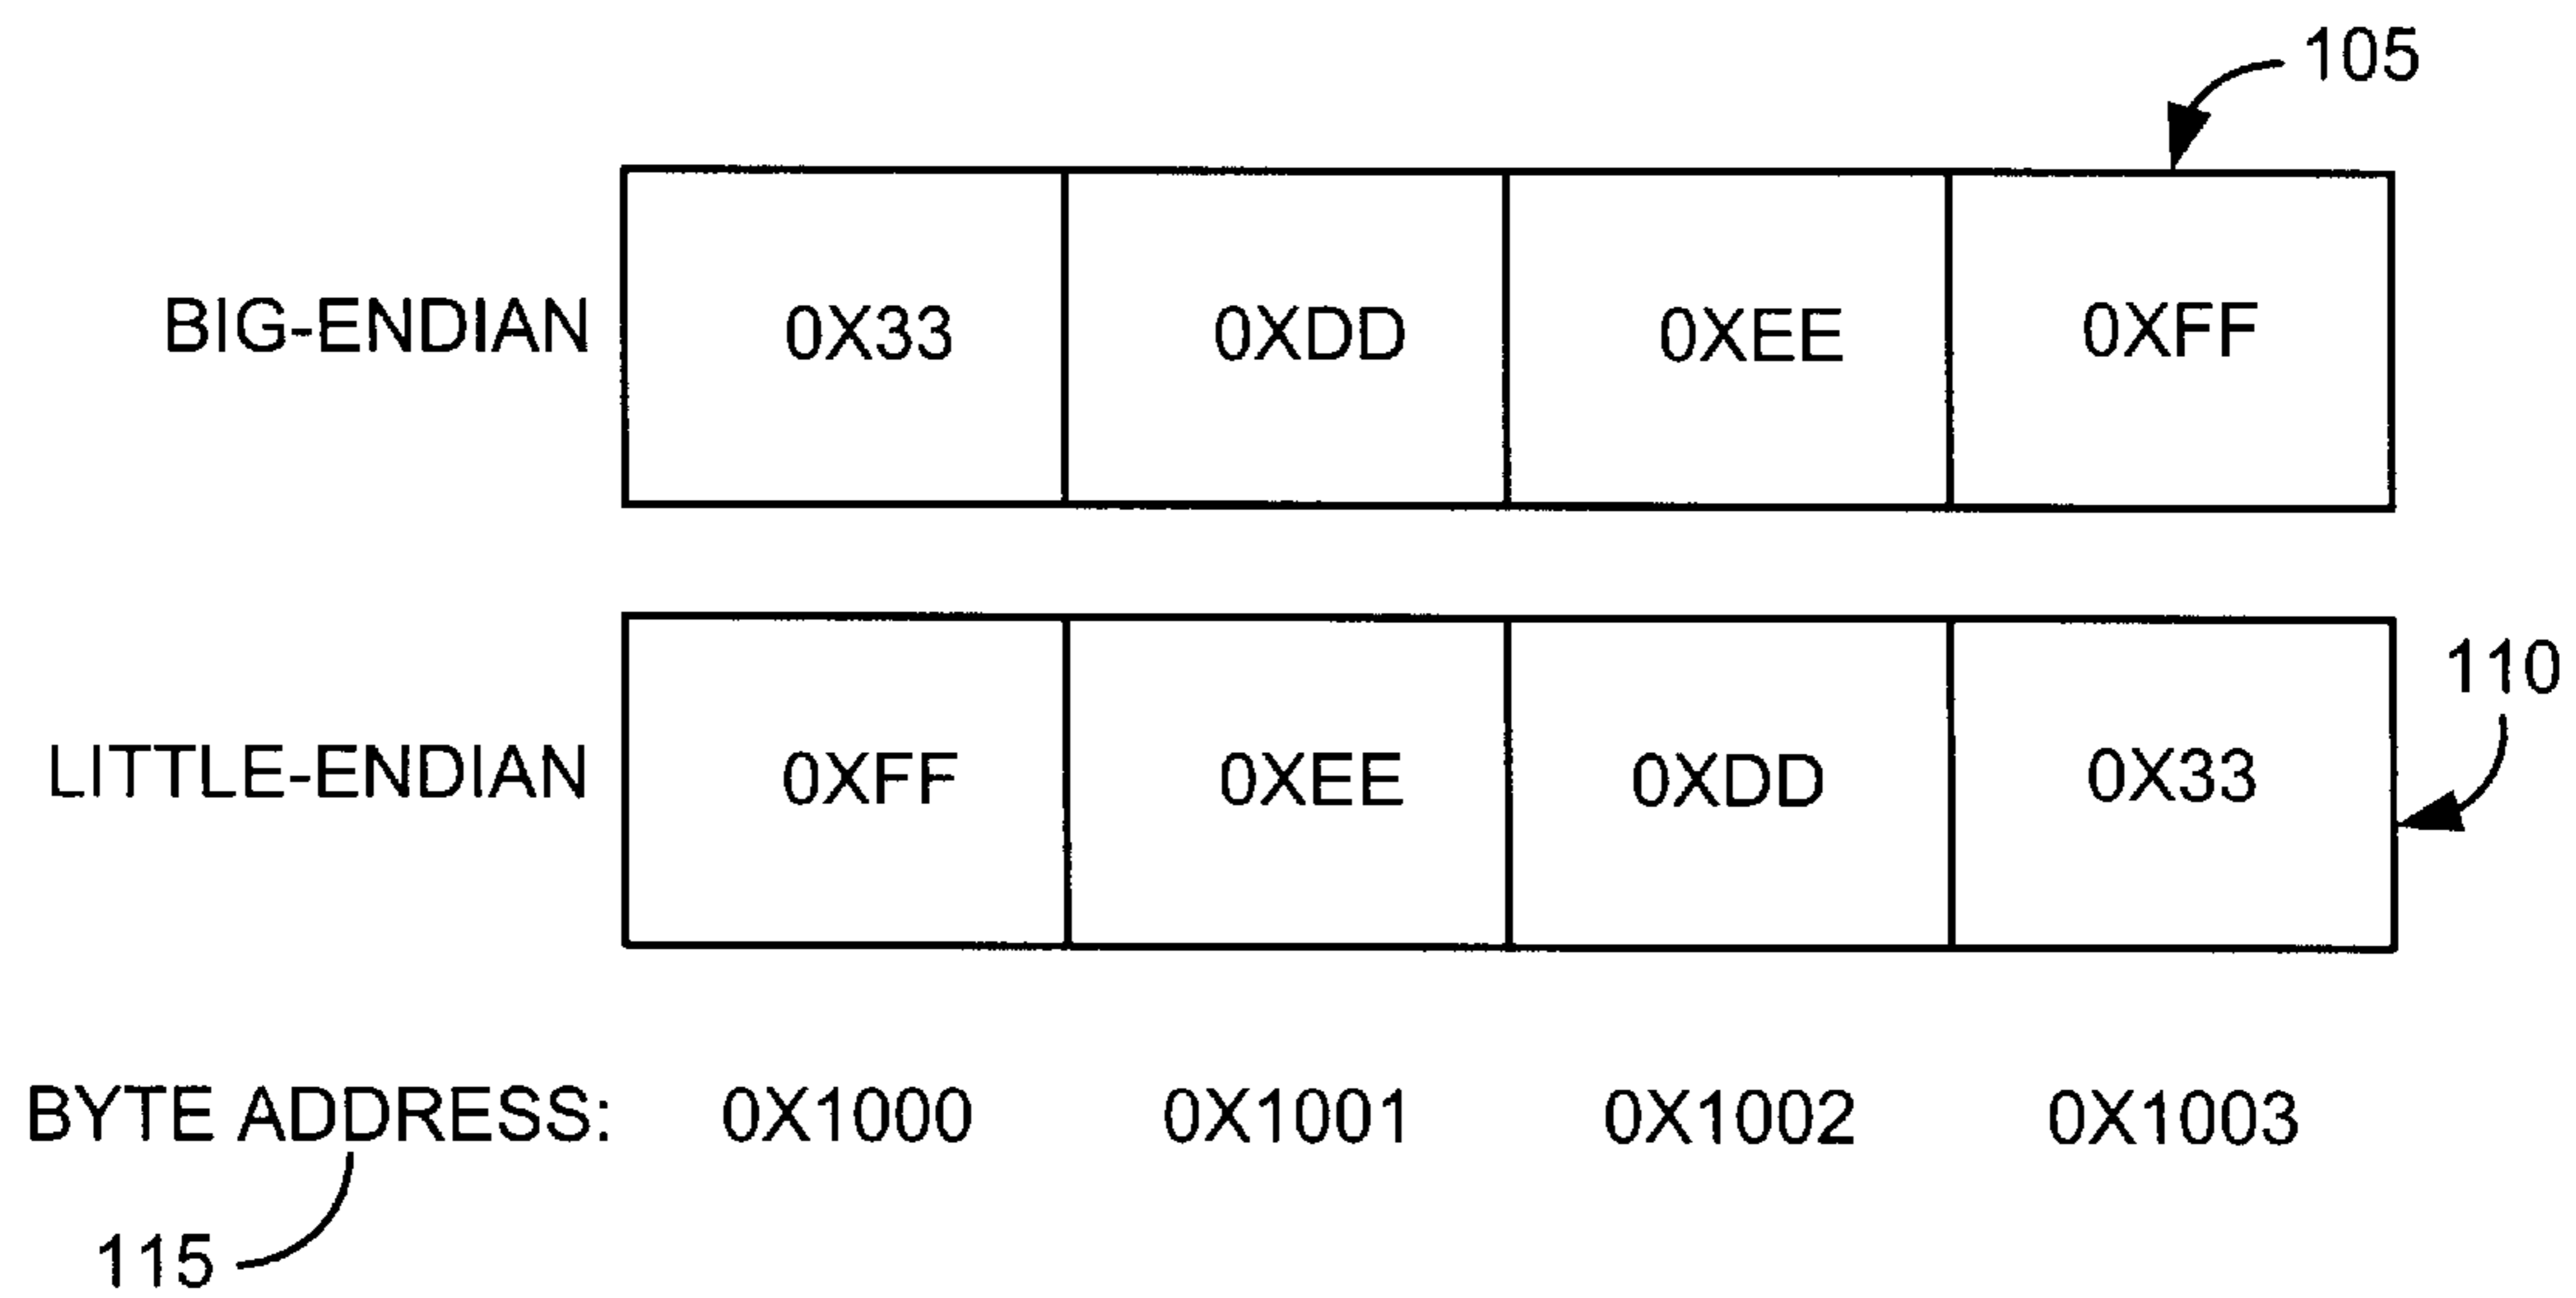 105
BIG-ENDIAN 0X33 0XDD 0XEE 0XFF
110
LITTLE-ENDIAN 0XFF 0XEE 0XDD 0X33
BYTE ADDRESS: 0X1000 0X1001 0X1002 0X1003
115